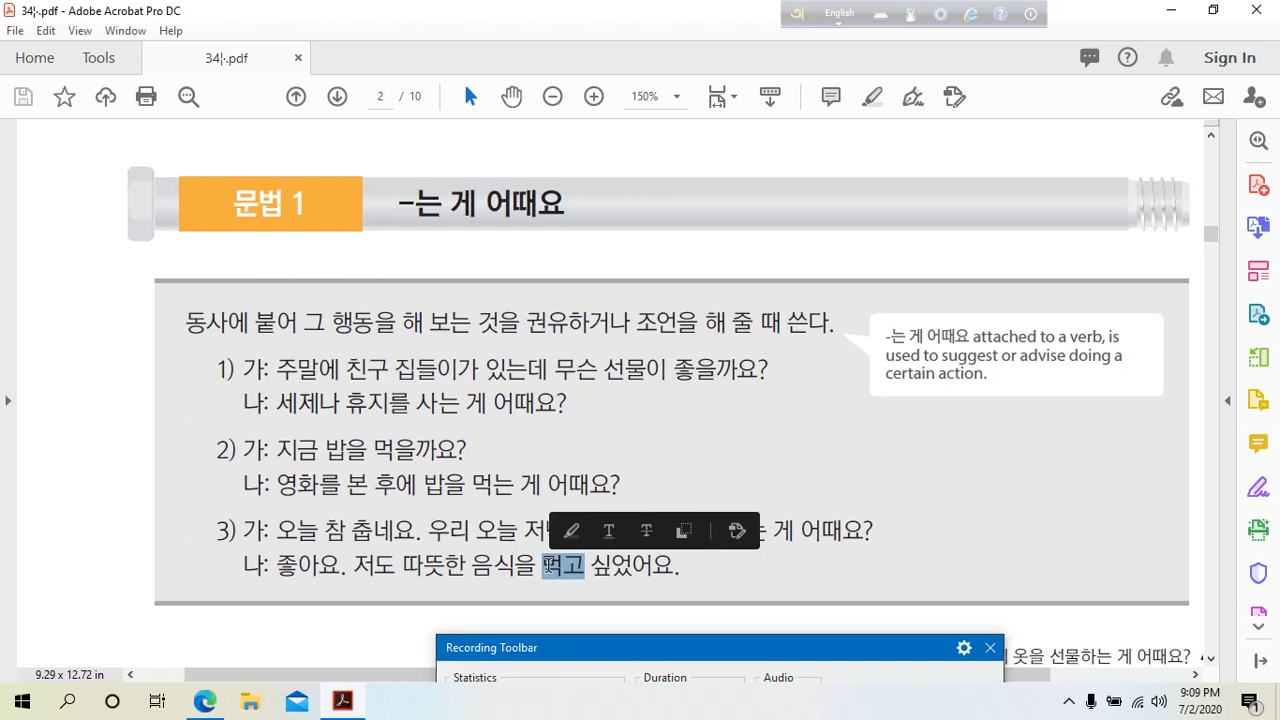 34¦·.pdf - Adobe Acrobat Pro DC
English
File Edit View Window Help
Home Tools 34¦·.pdf × Sign In
2 / 10 150%
문법 1 -는 게 어때요
동사에 붙어 그 행동을 해 보는 것을 권유하거나 조언을 해 줄 때 쓴다.
-는 게 어때요 attached to a verb, is
used to suggest or advise doing a
certain action.
1) 가: 주말에 친구 집들이가 있는데 무슨 선물이 좋을까요?
나: 세제나 휴지를 사는 게 어때요?
2) 가: 지금 밥을 먹을까요?
나: 영화를 본 후에 밥을 먹는 게 어때요?
3) 가: 오늘 참 춥네요. 우리 오늘 게 어때요?
나: 좋아요. 저도 따뜻한 음식을 먹고 싶었어요.
Recording Toolbar
옷을 선물하는 게 어때요?
9.29 x 12.72 in
Statistics Duration Audio
9:09 PM
7/2/2020